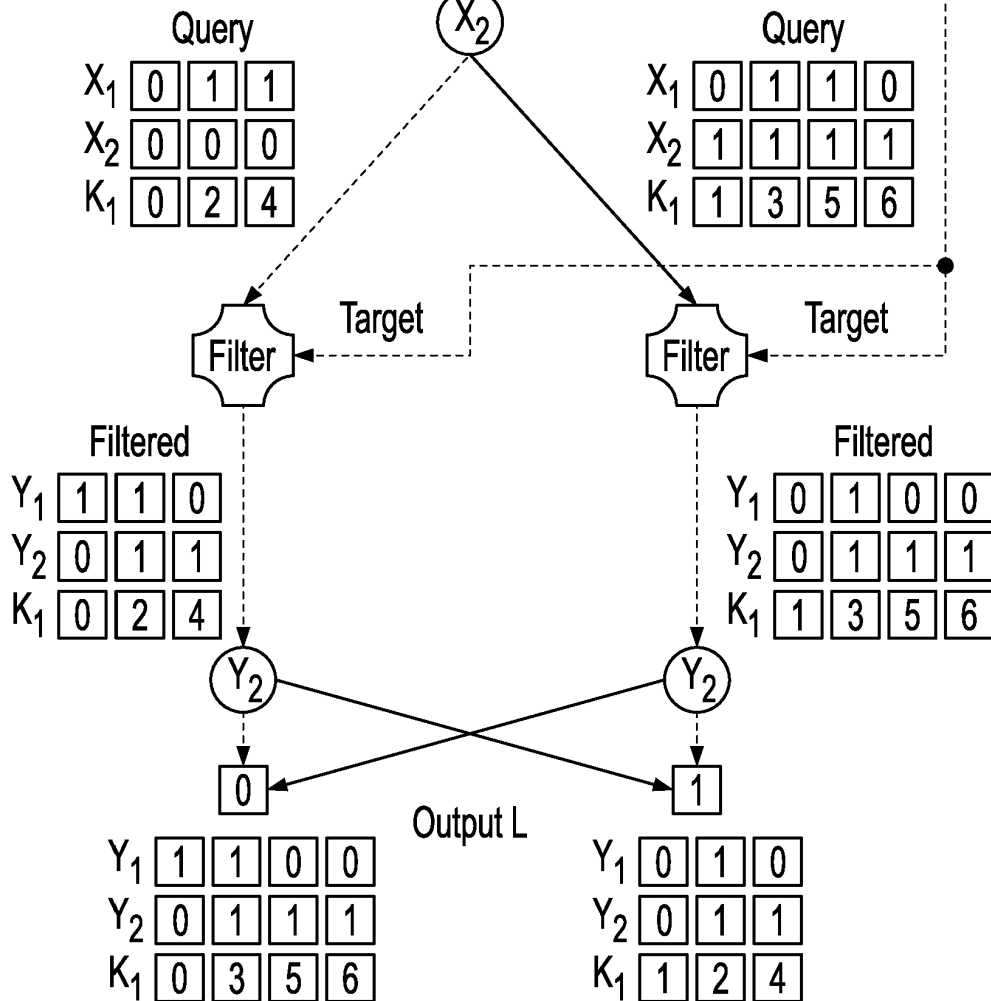 X2
Query
X1 0 1 1
X2 0 0 0
K1 0 2 4
Query
X1 0 1 1 0
X2 1 1 1 1
K1 1 3 5 6
Target
Filter
Target
Filter
Filtered
Y1 1 1 0
Y2 0 1 1
K1 0 2 4
Filtered
Y1 0 1 0 0
Y2 0 1 1 1
K1 1 3 5 6
Y2
Y2
0
1
Output L
Y1 1 1 0 0
Y2 0 1 1 1
K1 0 3 5 6
Y1 0 1 0
Y2 0 1 1
K1 1 2 4